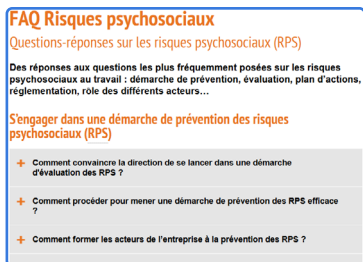 FAQ Risques psychosociaux
Questions-réponses sur les risques psychosociaux (RPS)
Des réponses aux questions les plus fréquemment posées sur les risques
psychosociaux au travail : démarche de prévention, évaluation, plan d'actions,
réglementation, rôle des différents acteurs…
S'engager dans une démarche de prévention des risques
psychosociaux (RPS)
+ Comment convaincre la direction de se lancer dans une démarche
d'évaluation des RPS ?
+ Comment procéder pour mener une démarche de prévention des RPS efficace
?
+ Comment former les acteurs de l'entreprise à la prévention des RPS ?